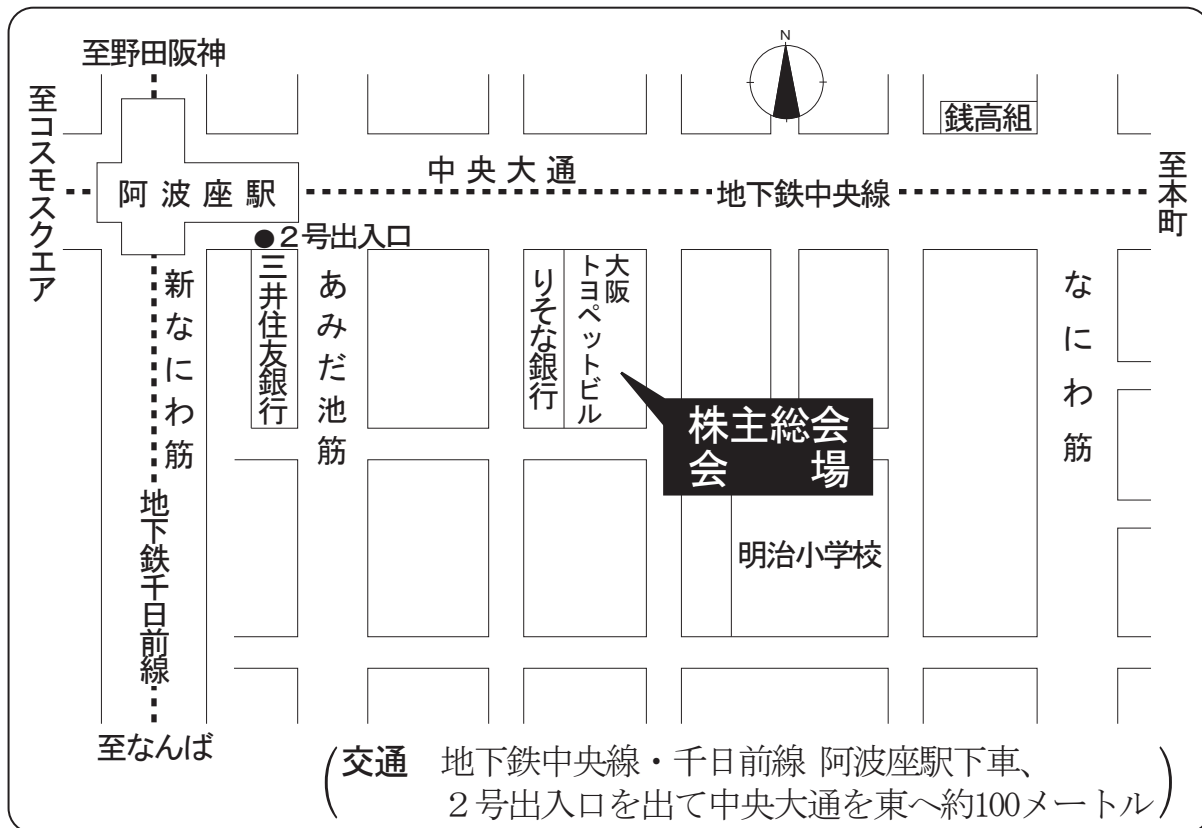 至野田阪神
N
至コスモスクエア
銭高組
中央大通
阿波座駅
地下鉄中央線
至本町
●２号出入口
新なにわ筋
三井住友銀行
あみだ池筋
りそな銀行
大阪
トヨペットビル
なにわ筋
株主総会
会場
地下鉄千日前線
明治小学校
至なんば
交通 地下鉄中央線・千日前線 阿波座駅下車、
２号出入口を出て中央大通を東へ約100メートル